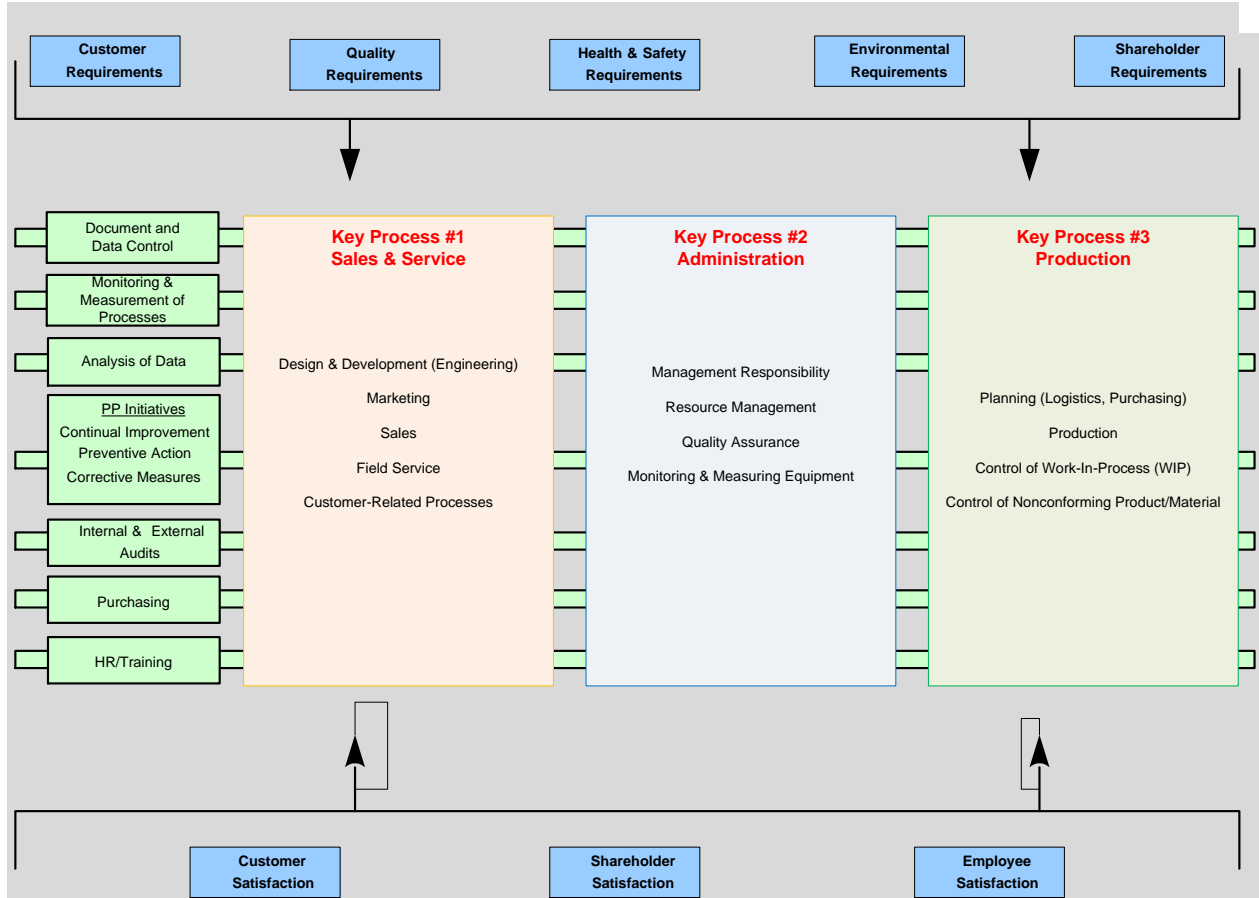 Customer
Requirements
Quality
Requirements
Health & Safety
Requirements
Environmental
Requirements
Shareholder
Requirements
Document and
Data Control
Monitoring &
Measurement of
Processes
Analysis of Data
PP Initiatives
Continual Improvement
Preventive Action
Corrective Measures
Internal & External
Audits
Purchasing
HR/Training
Key Process #1
Sales & Service
Design & Development (Engineering)
Marketing
Sales
Field Service
Customer-Related Processes
Key Process #2
Administration
Management Responsibility
Resource Management
Quality Assurance
Monitoring & Measuring Equipment
Key Process #3
Production
Planning (Logistics, Purchasing)
Production
Control of Work-In-Process (WIP)
Control of Nonconforming Product/Material
Customer
Satisfaction
Shareholder
Satisfaction
Employee
Satisfaction